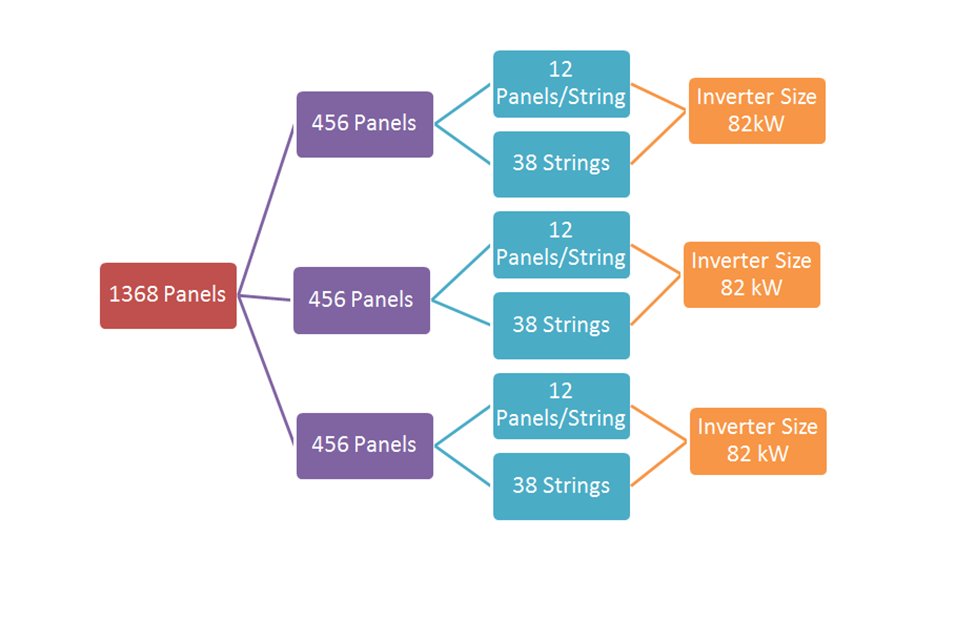 1368 Panels
456 Panels
12
Panels/String
38 Strings
Inverter Size
82kW
456 Panels
12
Panels/String
38 Strings
Inverter Size
82 kW
456 Panels
12
Panels/String
38 Strings
Inverter Size
82 kW